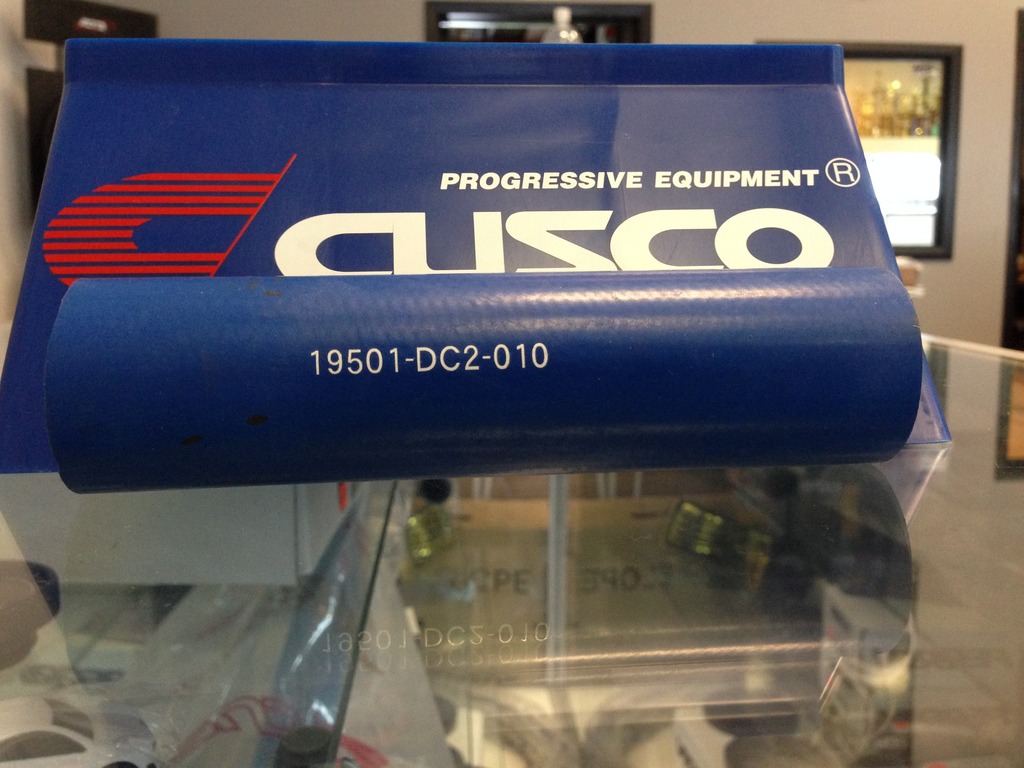 PROGRESSIVE EQUIPMENT®
CUSCO
19501-DC2-010